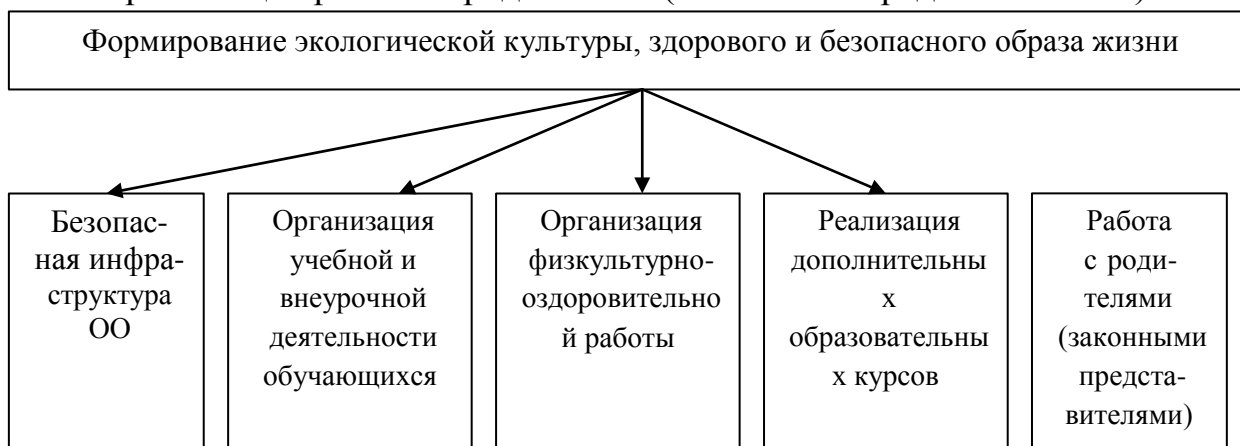 Формирование экологической культуры, здорового и безопасного образа жизни
Безопас-
ная инфра-
структура
ОО
Организация
учебной и
внеурочной
деятельности
обучающихся
Организация
физкультурно-
оздоровительно
й работы
Реализация
дополнительны
х
образовательны
х курсов
Работа
с роди-
телями
(законными
предста-
вителями)